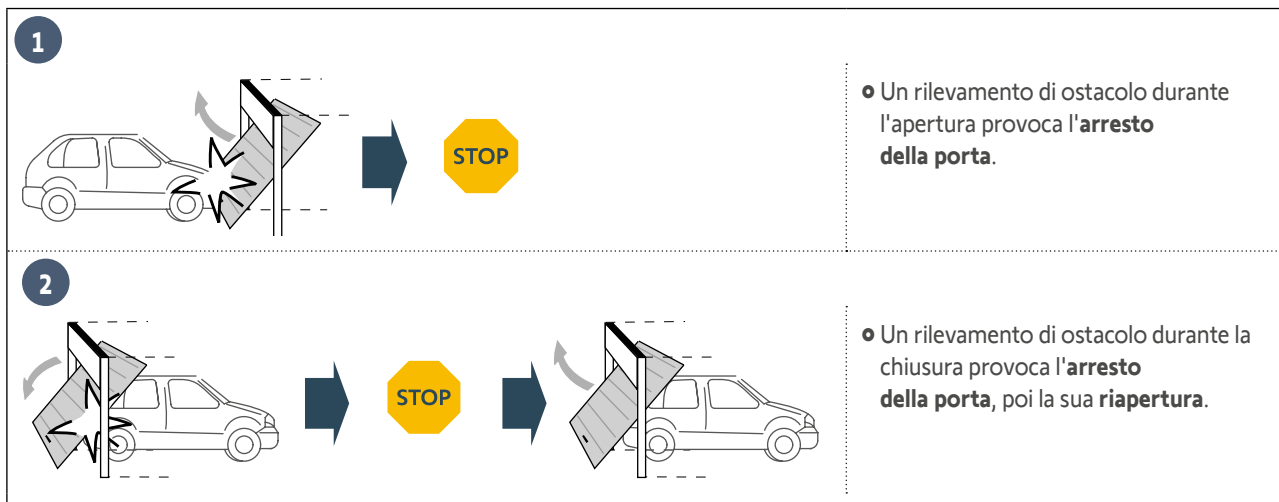 1
STOP
Un rilevamento di ostacolo durante
l'apertura provoca l'arresto
della porta.
2
STOP
Un rilevamento di ostacolo durante la
chiusura provoca l'arresto
della porta, poi la sua riapertura.